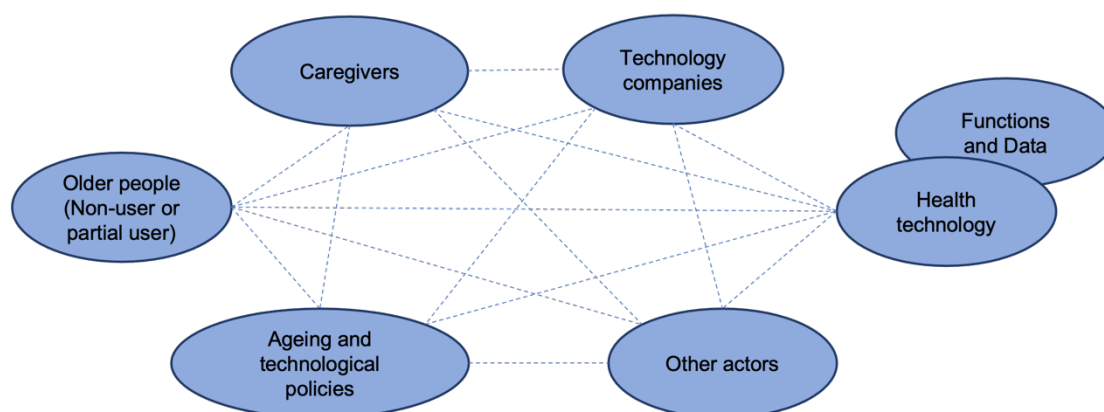 Caregivers
Technology
companies
Functions
and Data
Older people
(Non-user or
partial user)
Health
technology
Ageing and
technological
policies
Other actors